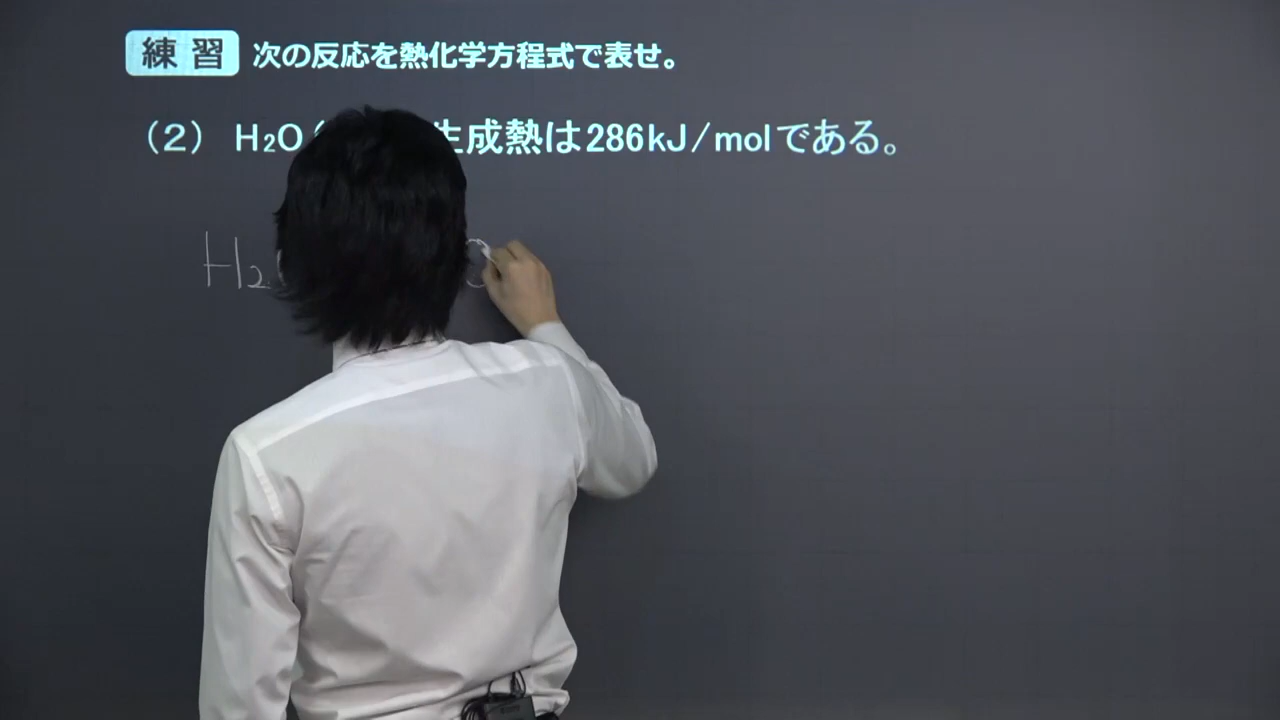 練習 次の反応を熱化学方程式で表せ。
(2) H₂O( 生成熱は286kJ/molである。
H₂